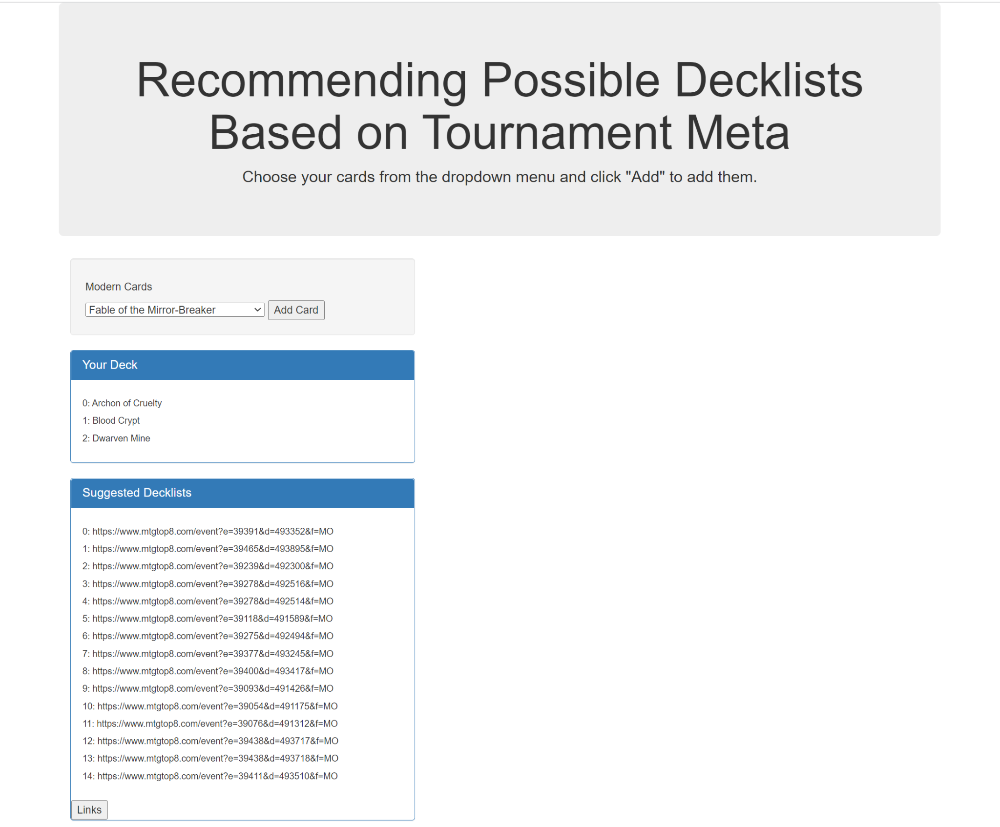 Recommending Possible Decklists
Based on Tournament Meta
Choose your cards from the dropdown menu and click "Add" to add them.
Modern Cards
Fable of the Mirror-Breaker
Add Card
Your Deck
0: Archon of Cruelty
1: Blood Crypt
2: Dwarven Mine
Suggested Decklists
0: https://www.mtgtop8.com/event?e=39391&d=493352&f=MO
1: https://www.mtgtop8.com/event?e=39465&d=493895&f=MO
2: https://www.mtgtop8.com/event?e=39239&d=492300&f=MO
3: https://www.mtgtop8.com/event?e=39278&d=492516&f=MO
4: https://www.mtgtop8.com/event?e=39278&d=492514&f=MO
5: https://www.mtgtop8.com/event?e=39118&d=491589&f=MO
6: https://www.mtgtop8.com/event?e=39275&d=492494&f=MO
7: https://www.mtgtop8.com/event?e=39377&d=493245&f=MO
8: https://www.mtgtop8.com/event?e=39400&d=493417&f=MO
9: https://www.mtgtop8.com/event?e=39093&d=491426&f=MO
10: https://www.mtgtop8.com/event?e=39054&d=491175&f=MO
11: https://www.mtgtop8.com/event?e=39076&d=491312&f=MO
12: https://www.mtgtop8.com/event?e=39438&d=493717&f=MO
13: https://www.mtgtop8.com/event?e=39438&d=493718&f=MO
14: https://www.mtgtop8.com/event?e=39411&d=493510&f=MO
Links